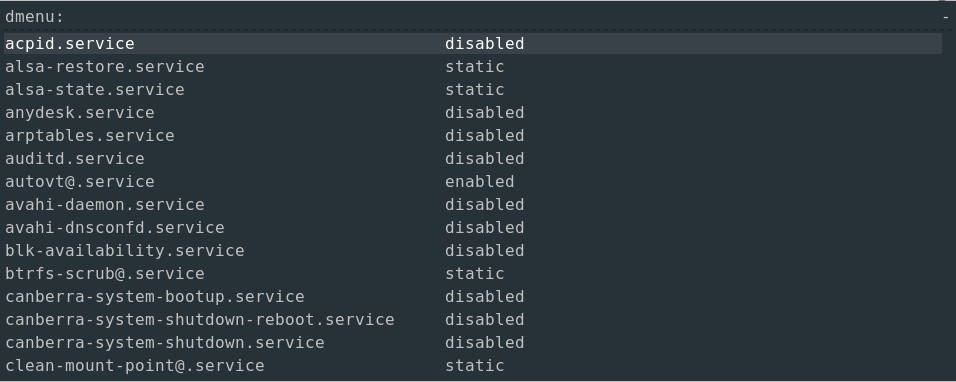 dmenu:
acpid.service disabled
alsa-restore.service static
alsa-state.service static
anydesk.service disabled
arptables.service disabled
auditd.service disabled
autovt@.service enabled
avahi-daemon.service disabled
avahi-dnsconfd.service disabled
blk-availability.service disabled
btrfs-scrub@.service static
canberra-system-bootup.service disabled
canberra-system-shutdown-reboot.service disabled
canberra-system-shutdown.service disabled
clean-mount-point@.service static